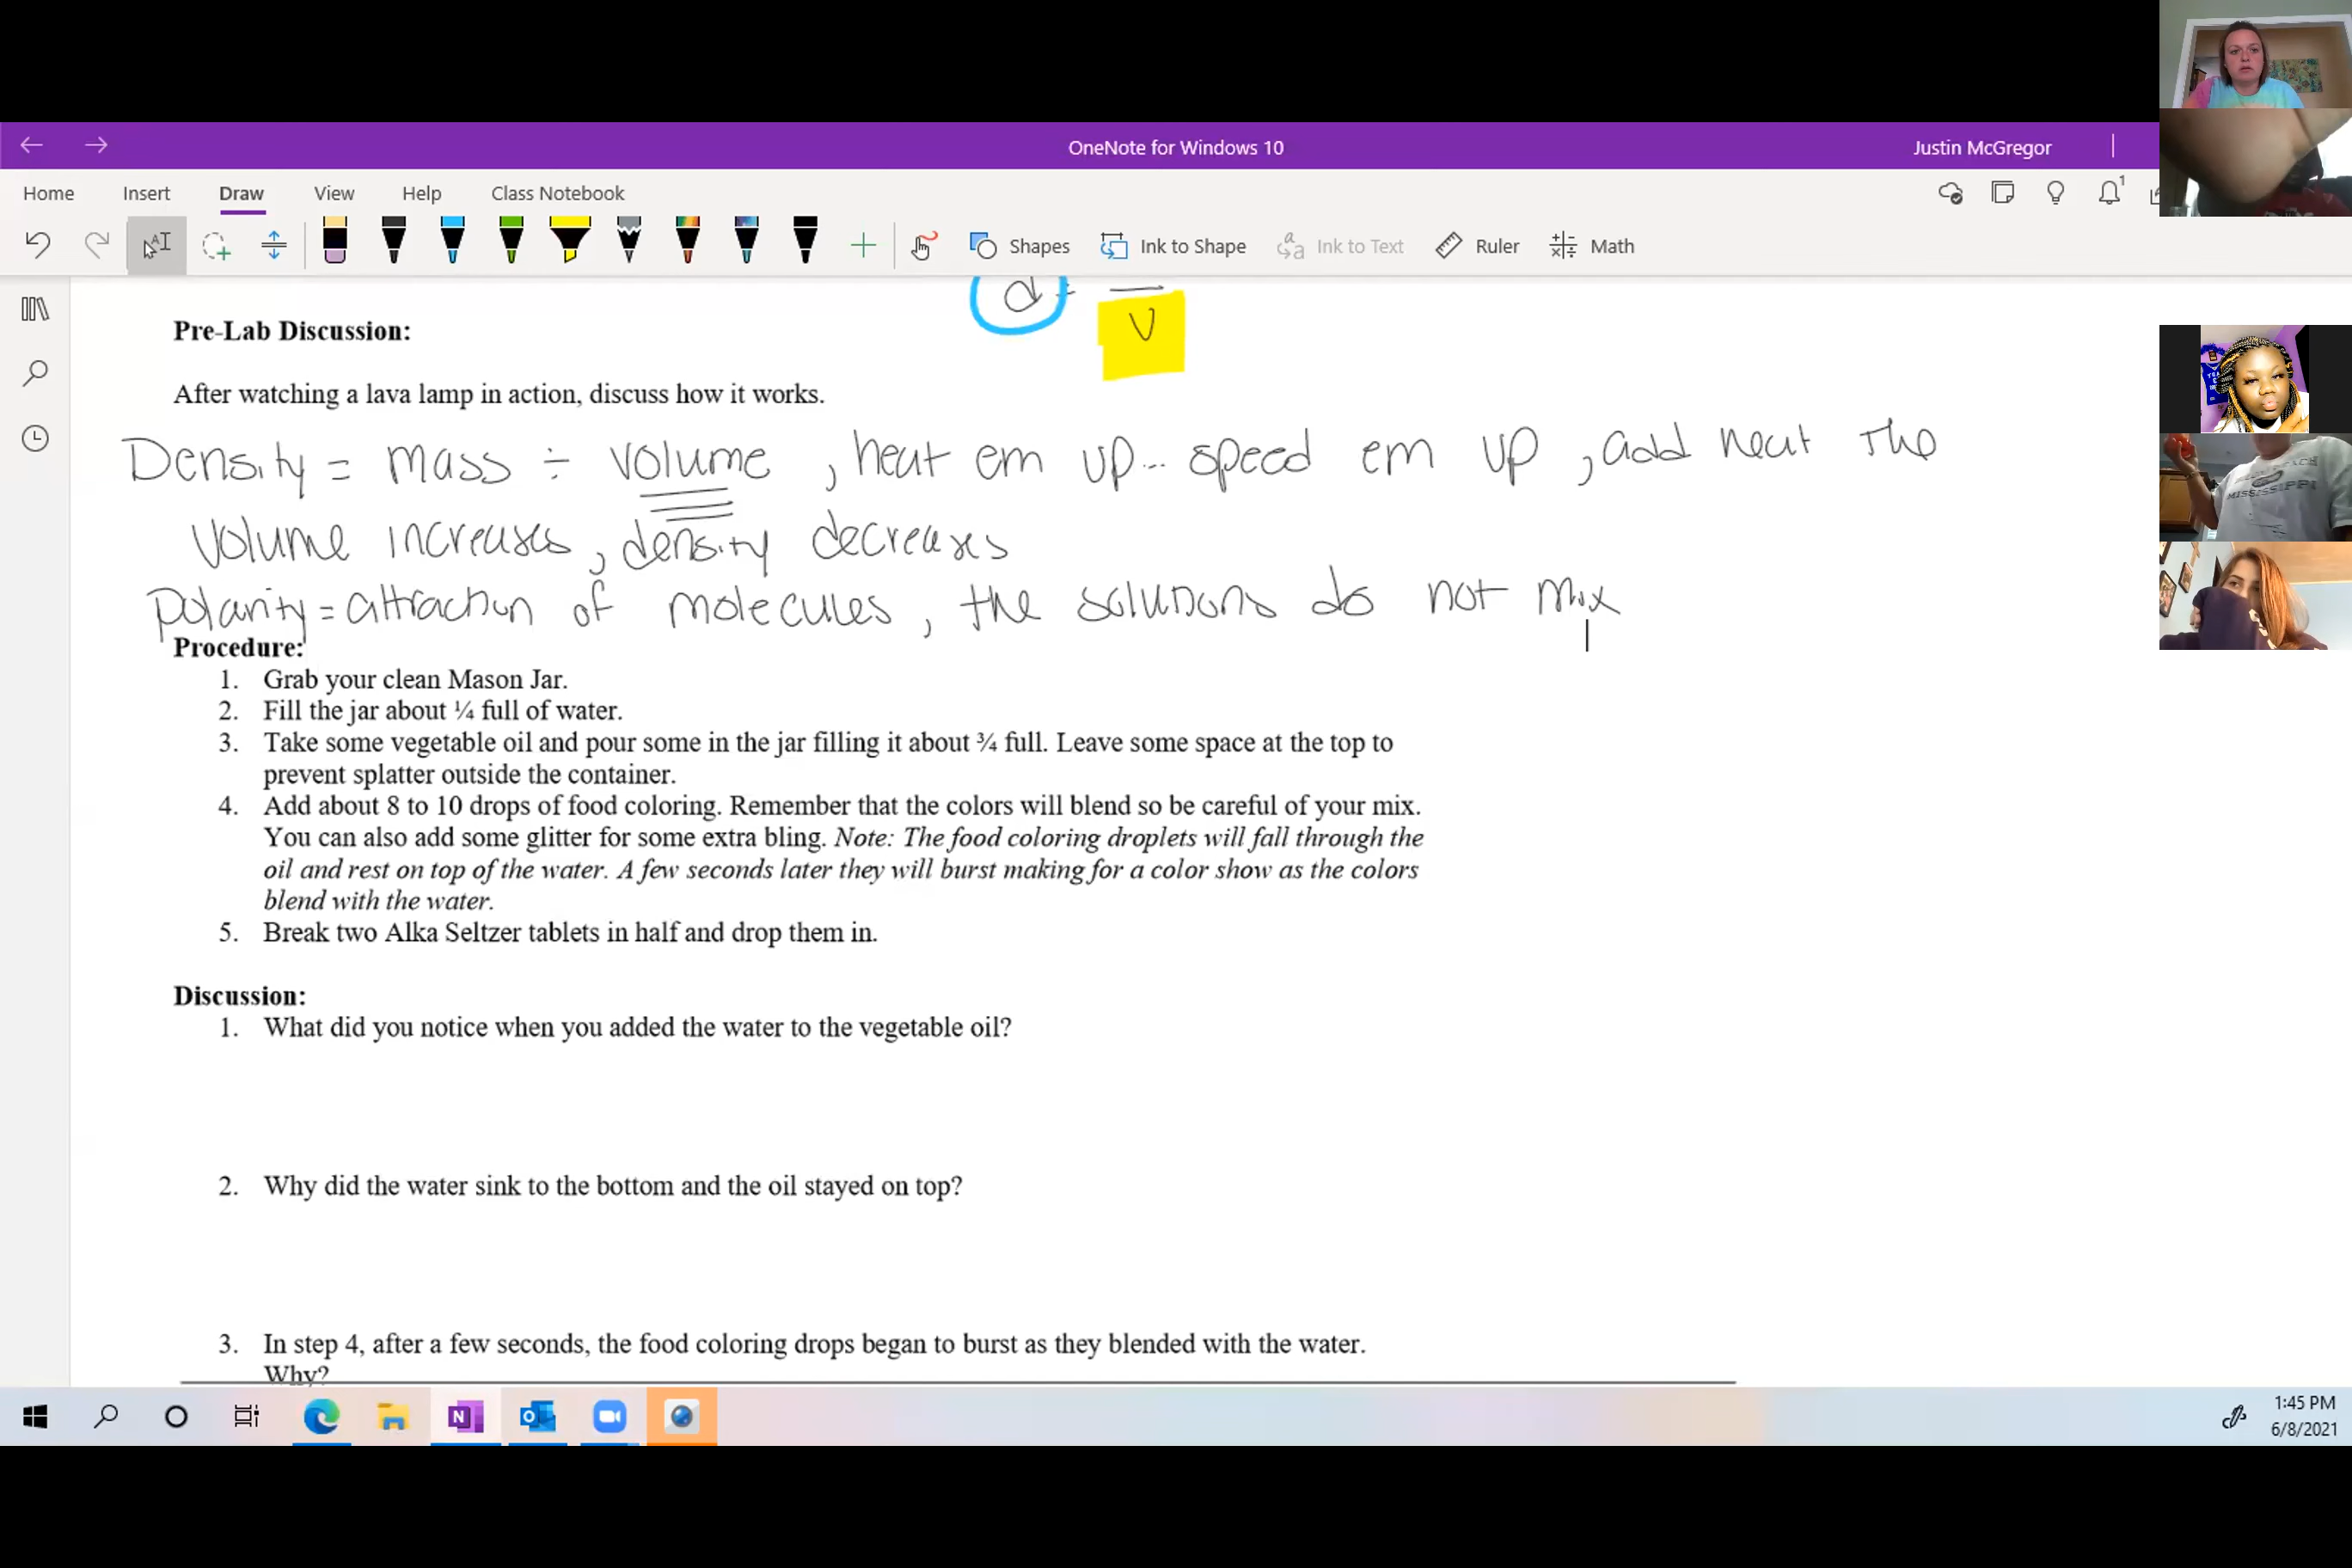 OneNote for Windows 10
Justin McGregor
Home Insert Draw View Help Class Notebook
1
Shapes Ink to Shape Ink to Text Ruler Math
d =
V
Pre-Lab Discussion:
After watching a lava lamp in action, discuss how it works.
Density = mass ÷ volume , heat em up... speed em up , add heat the
volume increases , density decreases
polarity = attraction of molecules , the solutions do not mix
Procedure:
1. Grab your clean Mason Jar.
2. Fill the jar about ¼ full of water.
3. Take some vegetable oil and pour some in the jar filling it about ¾ full. Leave some space at the top to
prevent splatter outside the container.
4. Add about 8 to 10 drops of food coloring. Remember that the colors will blend so be careful of your mix.
You can also add some glitter for some extra bling. Note: The food coloring droplets will fall through the
oil and rest on top of the water. A few seconds later they will burst making for a color show as the colors
blend with the water.
5. Break two Alka Seltzer tablets in half and drop them in.
Discussion:
1. What did you notice when you added the water to the vegetable oil?
2. Why did the water sink to the bottom and the oil stayed on top?
3. In step 4, after a few seconds, the food coloring drops began to burst as they blended with the water.
Why?
MISSISSIPPI
1:45 PM
6/8/2021